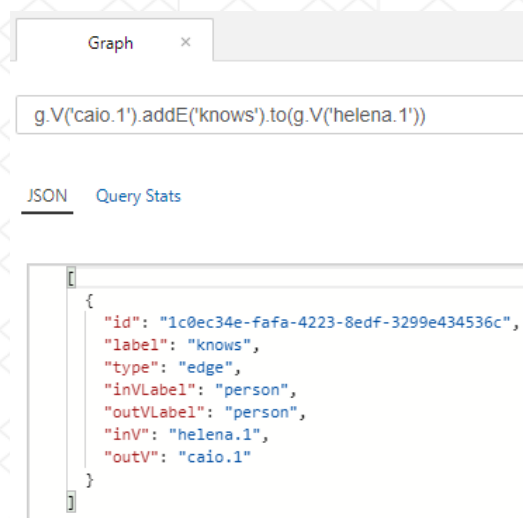 Graph ×
g.V('caio.1').addE('knows').to(g.V('helena.1'))
JSON Query Stats
[
{
"id": "1c0ec34e-fafa-4223-8edf-3299e434536c",
"label": "knows",
"type": "edge",
"inVLabel": "person",
"outVLabel": "person",
"inV": "helena.1",
"outV": "caio.1"
}
]